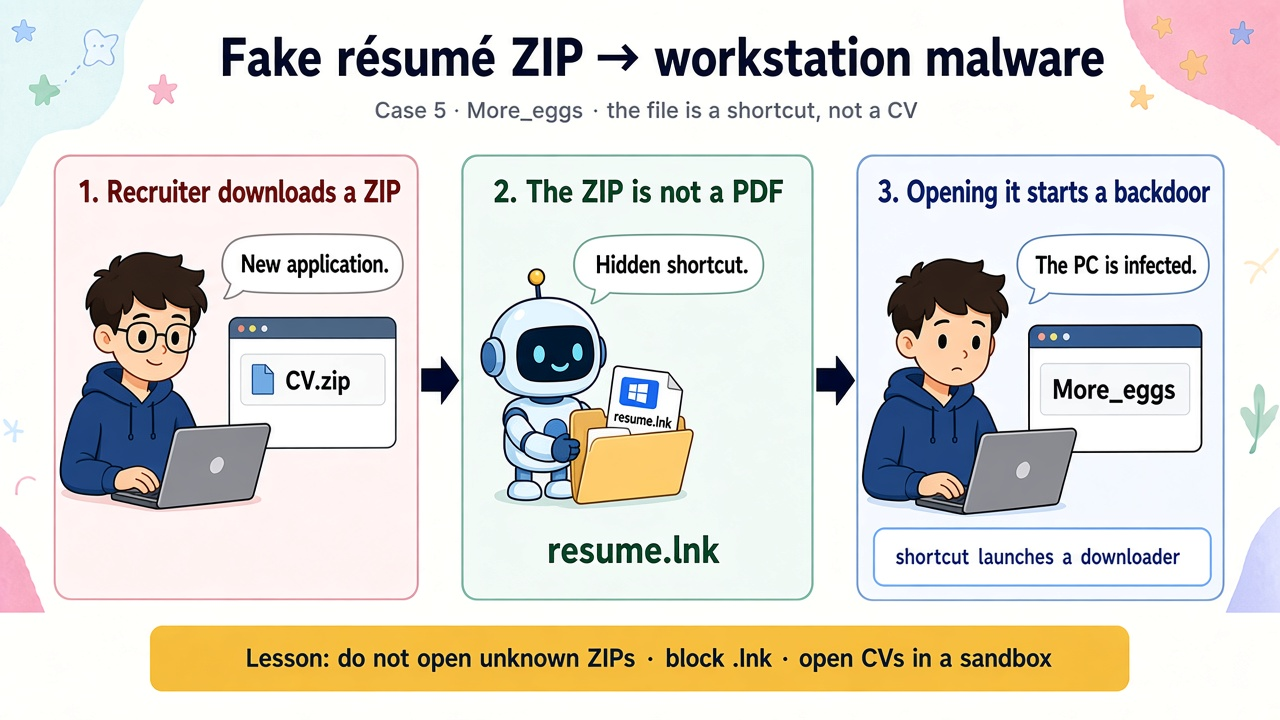 Fake résumé ZIP → workstation malware
Case 5 · More_eggs · the file is a shortcut, not a CV
1. Recruiter downloads a ZIP
New application.
CV.zip
2. The ZIP is not a PDF
Hidden shortcut.
resume.lnk
resume.lnk
3. Opening it starts a backdoor
The PC is infected.
More_eggs
shortcut launches a downloader
Lesson: do not open unknown ZIPs · block .lnk · open CVs in a sandbox